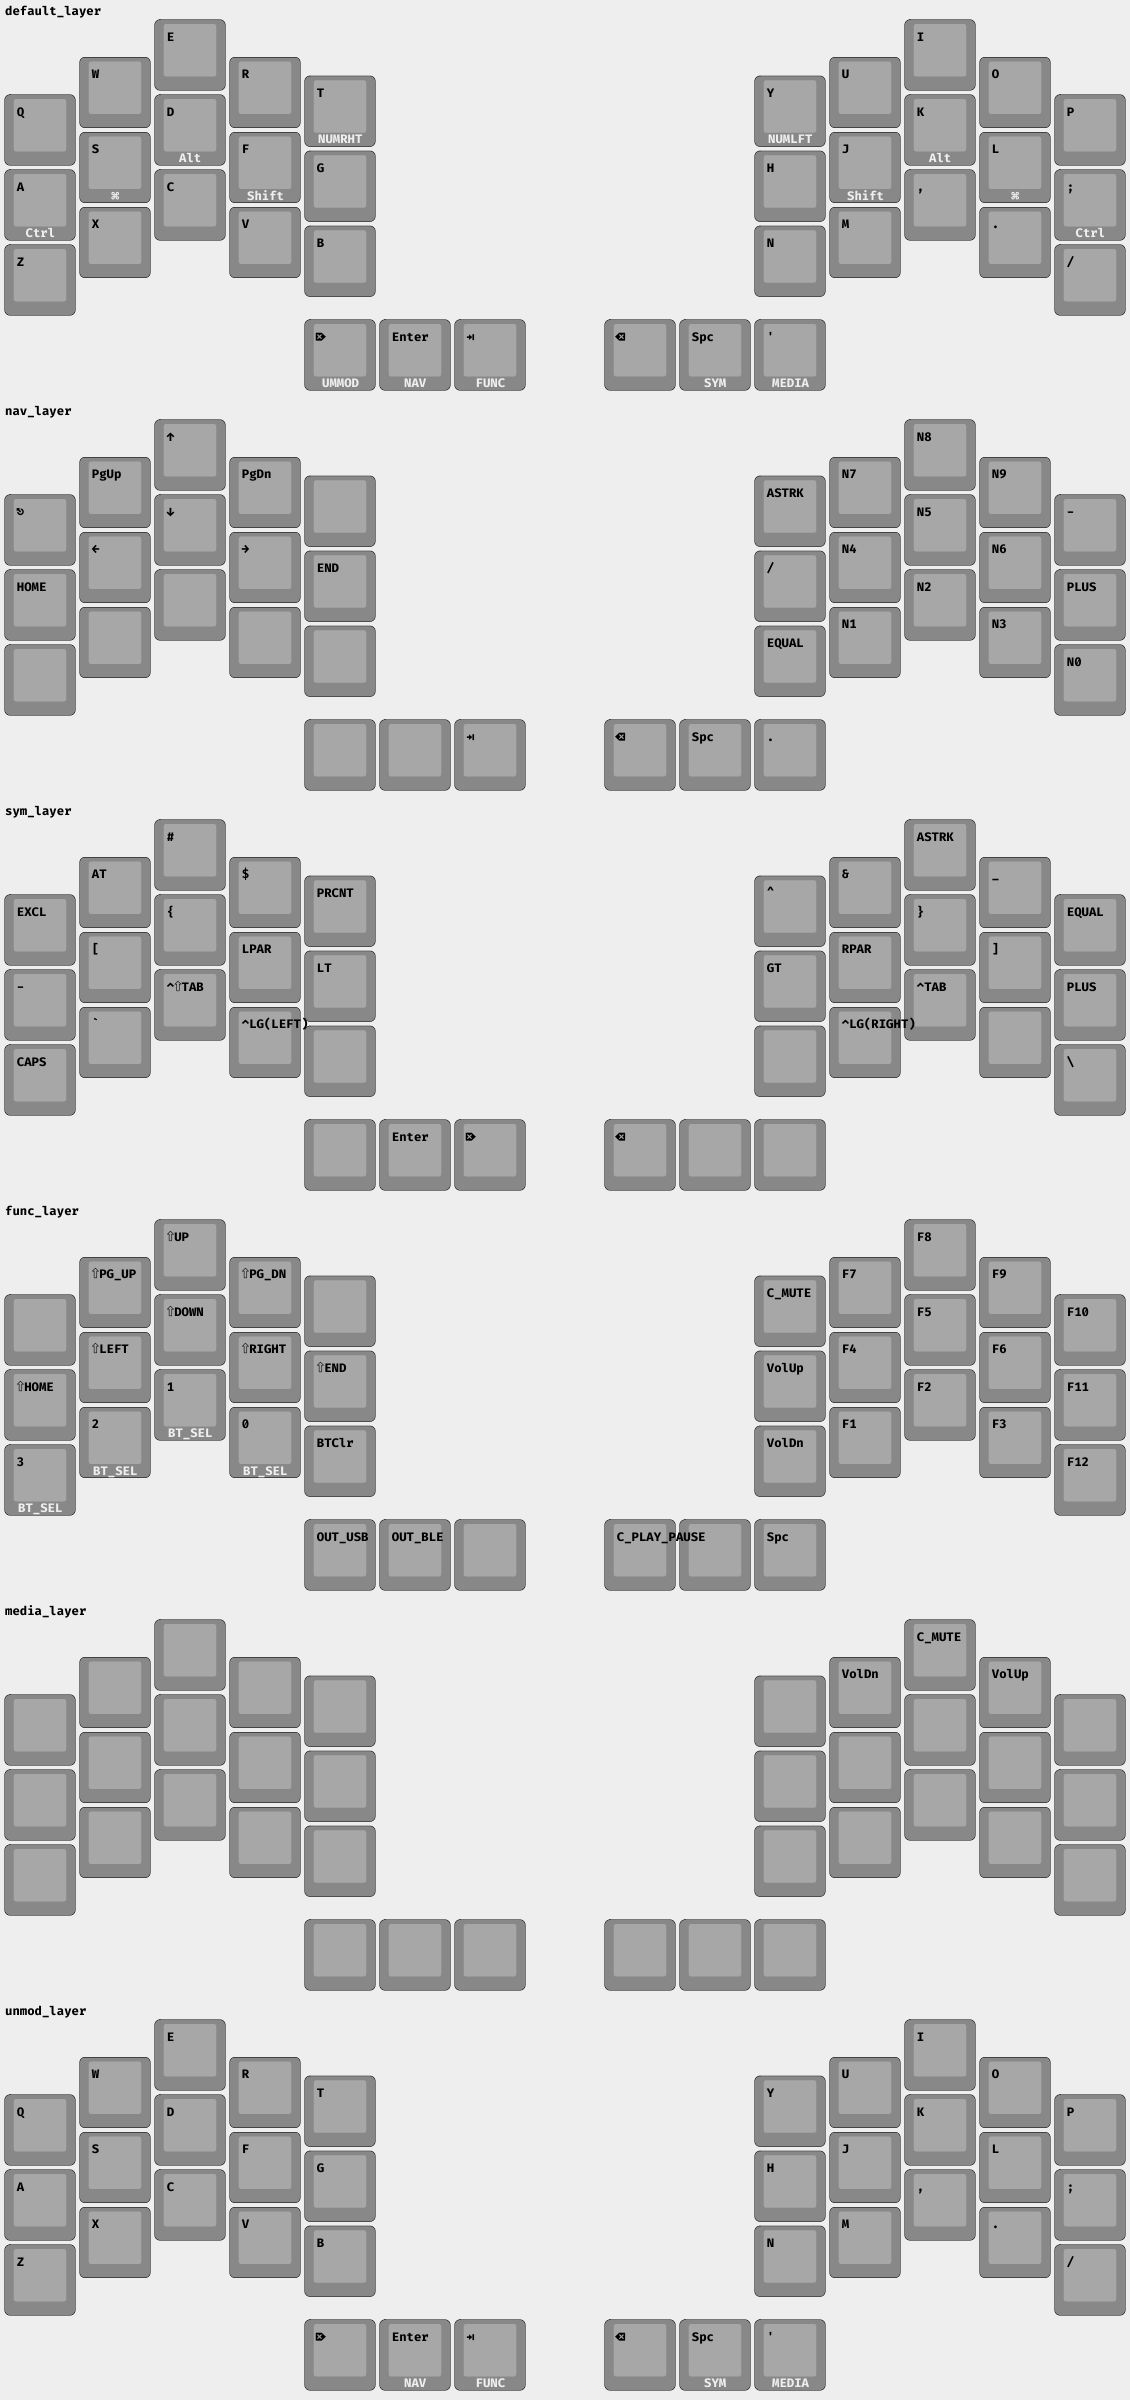 default_layer
E I
W R U O
T Y
Q D K P
NUMRHT NUMLFT
S F J L
Alt Alt
G H
A C , ;
⌘ Shift Shift ⌘
X V M .
Ctrl Ctrl
B N
Z /
⌦ Enter ⇥ ⌫ Spc '
UMMOD NAV FUNC SYM MEDIA
nav_layer
↑ N8
PgUp PgDn N7 N9
ASTRK
⎋ ↓ N5 -
← → N4 N6
END /
HOME N2 PLUS
N1 N3
EQUAL
N0
⇥ ⌫ Spc .
sym_layer
# ASTRK
AT $ & _
PRCNT ^
EXCL { } EQUAL
[ LPAR RPAR ]
LT GT
- ^⇧TAB ^TAB PLUS
` ^LG(LEFT) ^LG(RIGHT)
CAPS \
Enter ⌦ ⌫
func_layer
⇧UP F8
⇧PG_UP ⇧PG_DN F7 F9
C_MUTE
⇧DOWN F5 F10
⇧LEFT ⇧RIGHT F4 F6
⇧END VolUp
⇧HOME 1 F2 F11
2 0 F1 F3
BT_SEL
BTClr VolDn
3 F12
BT_SEL BT_SEL
BT_SEL
OUT_USB OUT_BLE C_PLAY_PAUSE Spc
media_layer
C_MUTE
VolDn VolUp
unmod_layer
E I
W R U O
T Y
Q D K P
S F J L
G H
A C , ;
X V M .
B N
Z /
⌦ Enter ⇥ ⌫ Spc '
NAV FUNC SYM MEDIA